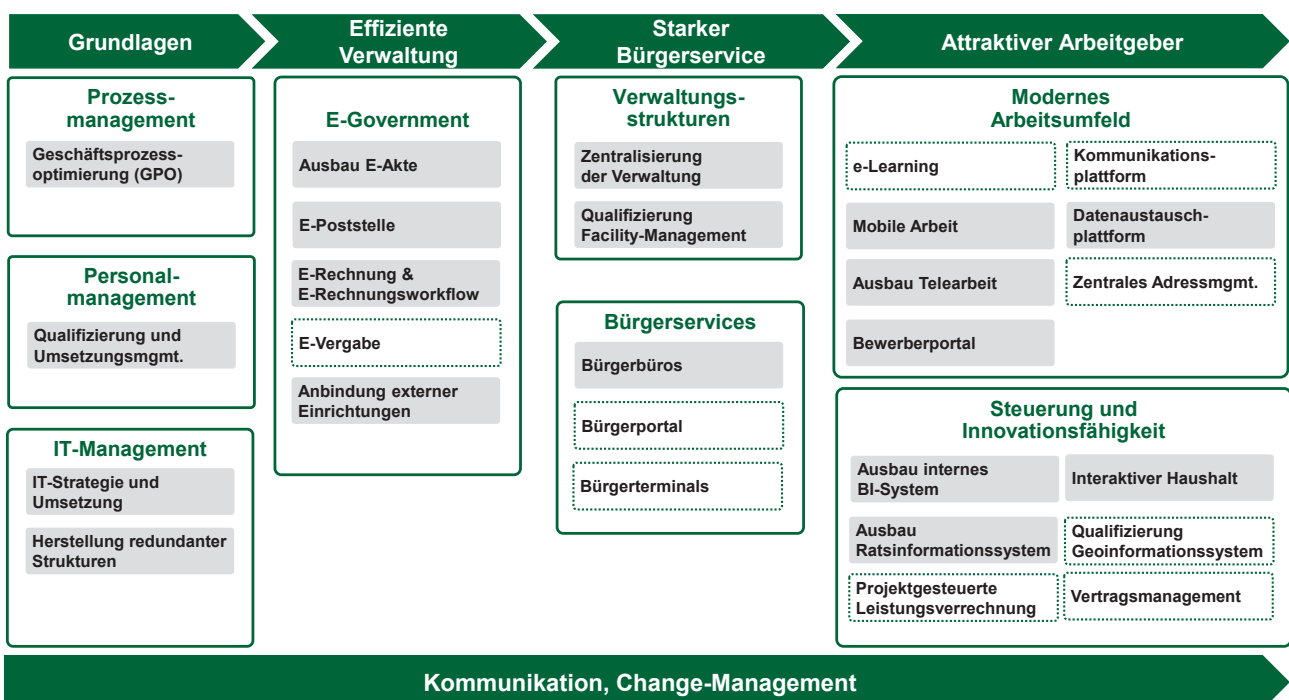 Grundlagen
Effiziente
Verwaltung
Starker
Bürgerservice
Attraktiver Arbeitgeber
Prozess-
management
Geschäftsprozess-
optimierung (GPO)
Personal-
management
Qualifizierung und
Umsetzungsmgmt.
IT-Management
IT-Strategie und
Umsetzung
Herstellung redundanter
Strukturen
E-Government
Ausbau E-Akte
E-Poststelle
E-Rechnung &
E-Rechnungsworkflow
E-Vergabe
Anbindung externer
Einrichtungen
Verwaltungs-
strukturen
Zentralisierung
der Verwaltung
Qualifizierung
Facility-Management
Bürgerservices
Bürgerbüros
Bürgerportal
Bürgerterminals
Modernes
Arbeitsumfeld
e-Learning
Kommunikations-
plattform
Mobile Arbeit
Datenaustausch-
plattform
Ausbau Telearbeit
Zentrales Adressmgmt.
Bewerberportal
Steuerung und
Innovationsfähigkeit
Ausbau internes
BI-System
Interaktiver Haushalt
Ausbau
Ratsinformationssystem
Qualifizierung
Geoinformationssystem
Projektgesteuerte
Leistungsverrechnung
Vertragsmanagement
Kommunikation, Change-Management